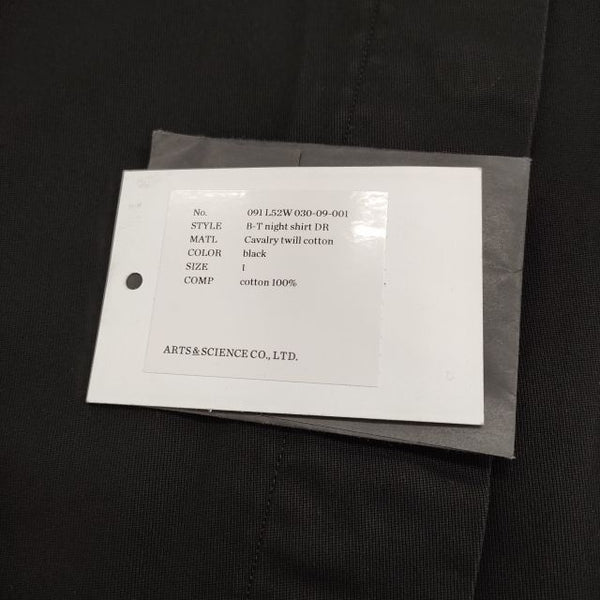 No. 091 L52W 030-09-001
STYLE B-T night shirt DR
MATL Cavalry twill cotton
COLOR black
SIZE 1
COMP cotton 100%
ARTS&SCIENCE CO., LTD.